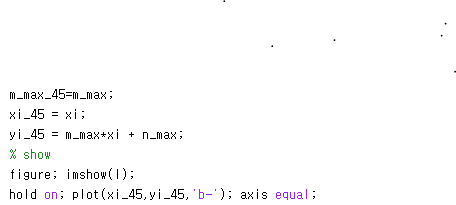 m_max_45=m_max;
xi_45 = xi;
yi_45 = m_max*xi + n_max;
% show
figure; imshow(I);
hold on; plot(xi_45,yi_45,'b-'); axis equal;